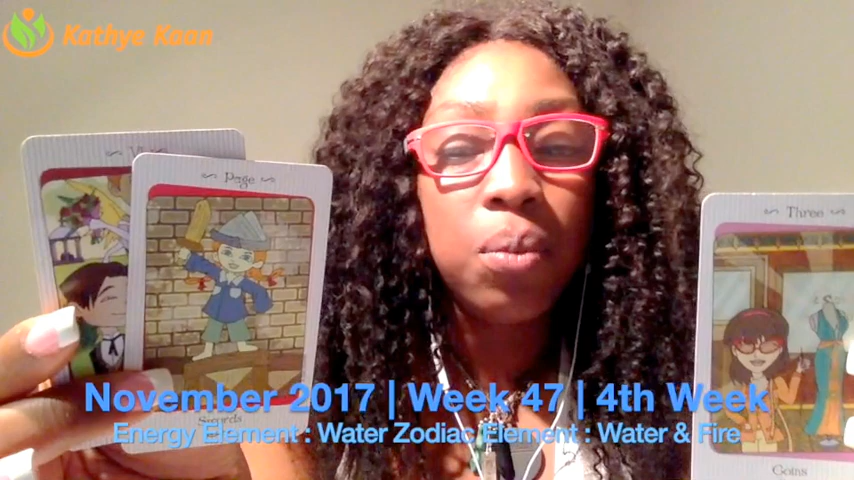 Kathye Koan
Page
Three
November 2017 | Week 47 | 4th Week
Energy Element : Water Zodiac Element : Water & Fire
Swords
Coins